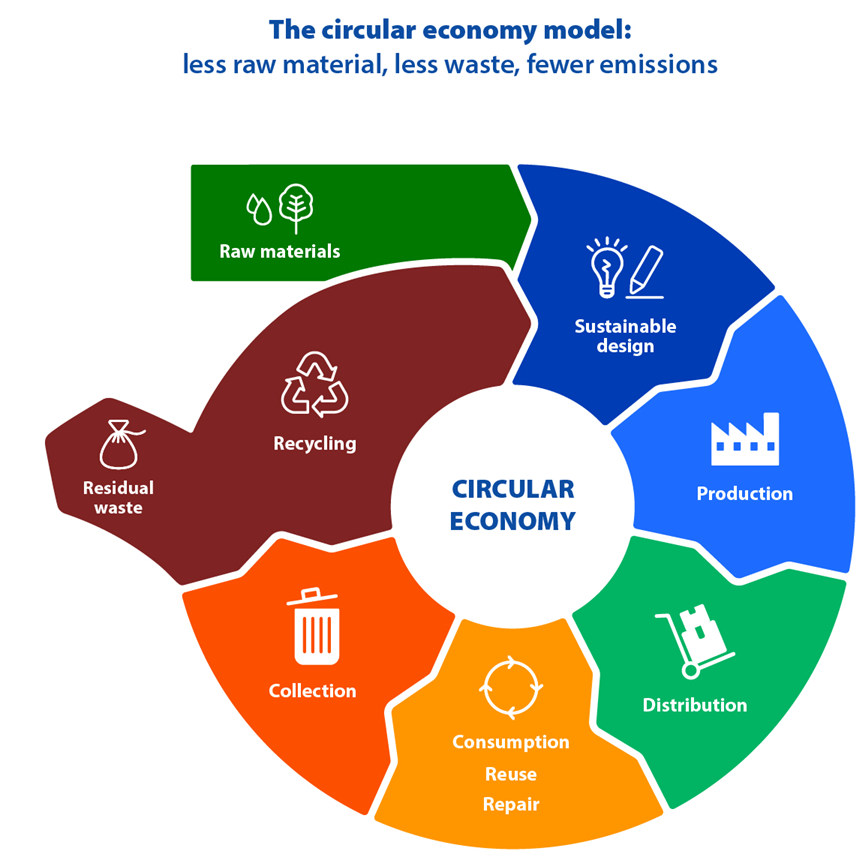 The circular economy model:
less raw material, less waste, fewer emissions
Raw materials
Sustainable
design
Production
Distribution
Consumption
Reuse
Repair
Collection
Recycling
Residual
waste
CIRCULAR
ECONOMY